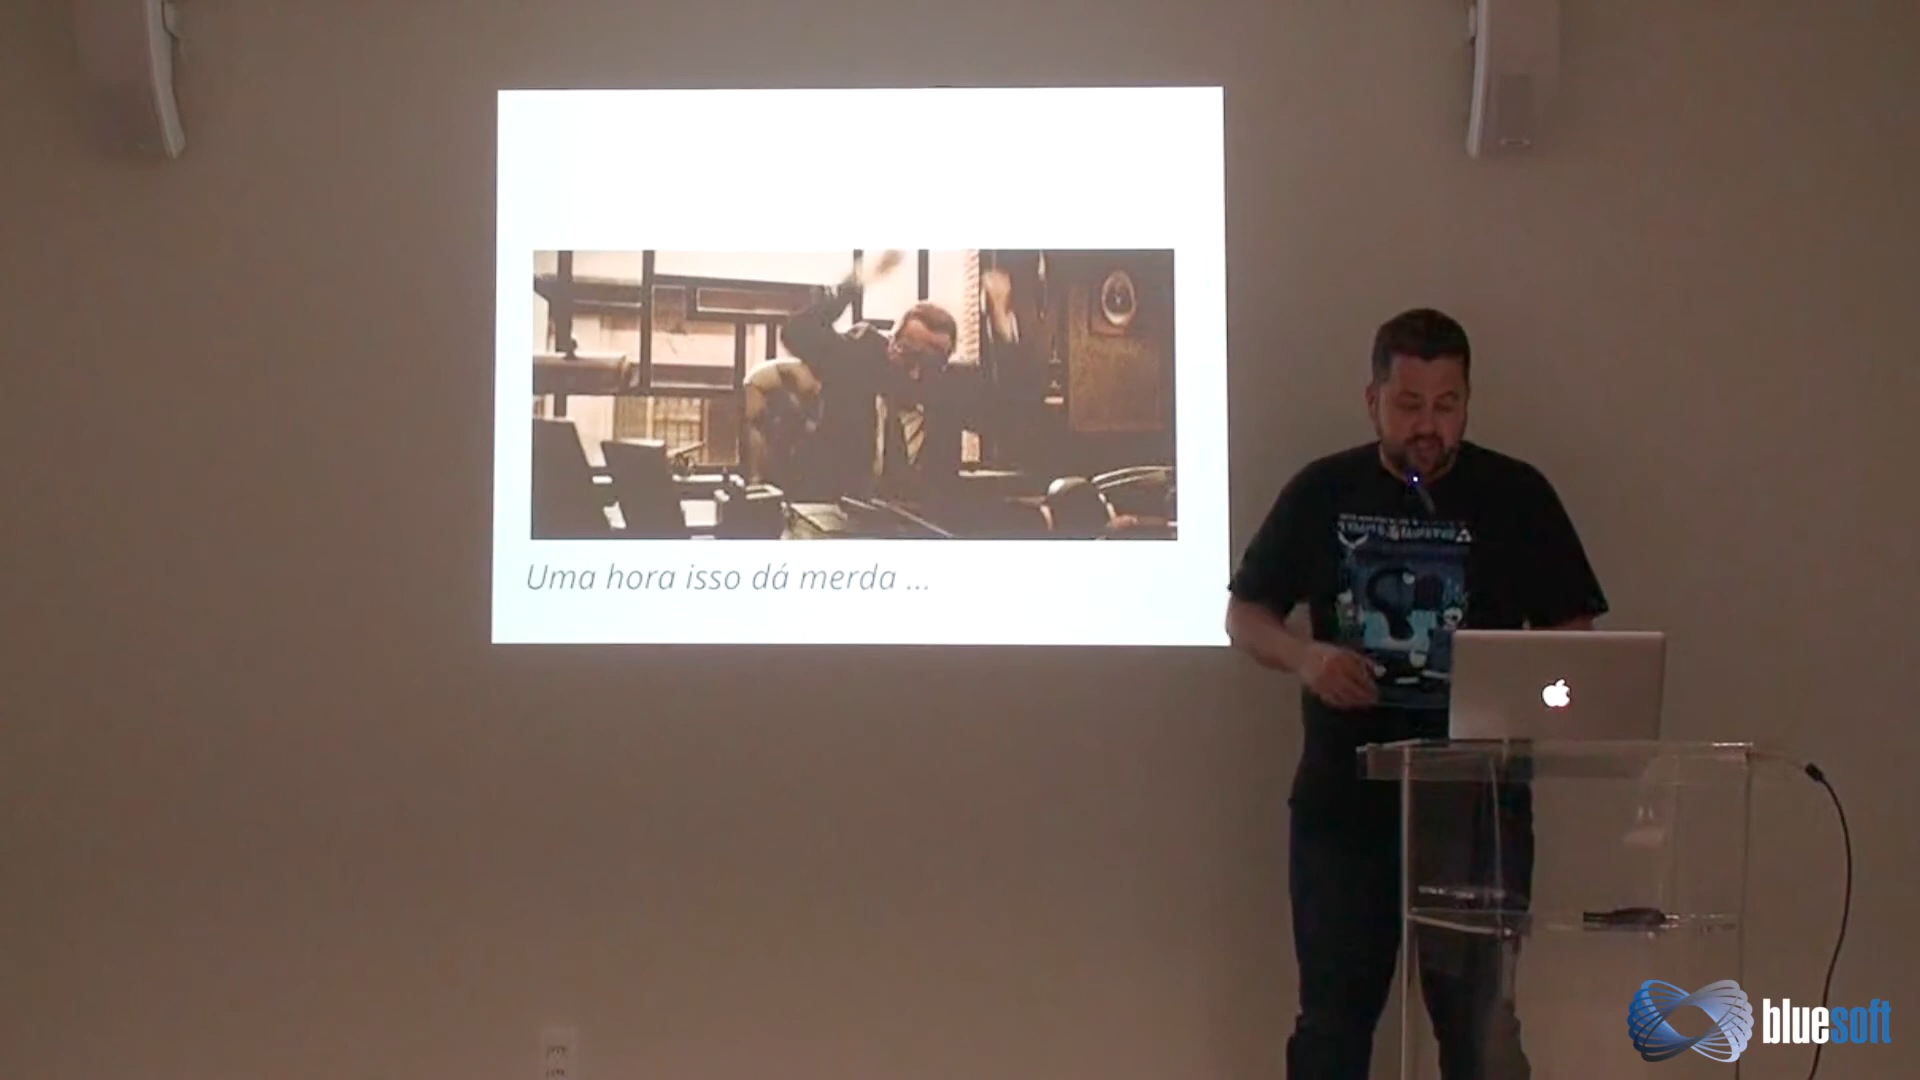 Uma hora isso dá merda ...
bluesoft